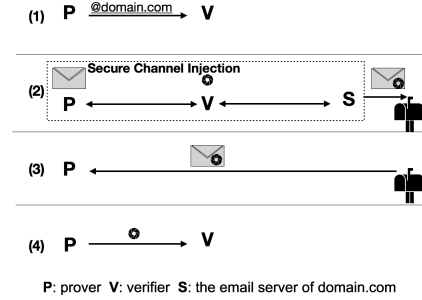 (1) P @domain.com V
Secure Channel Injection
(2) P V S
(3) P
(4) P V
P: prover V: verifier S: the email server of domain.com